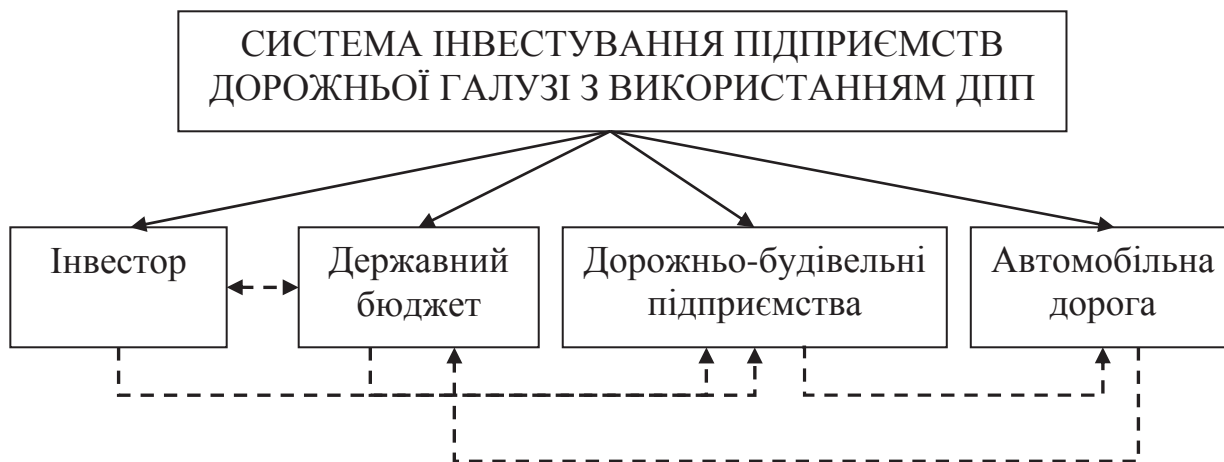 СИСТЕМА ІНВЕСТУВАННЯ ПІДПРИЄМСТВ
ДОРОЖНЬОЇ ГАЛУЗІ З ВИКОРИСТАННЯМ ДПП
Інвестор
Державний
бюджет
Дорожньо-будівельні
підприємства
Автомобільна
дорога